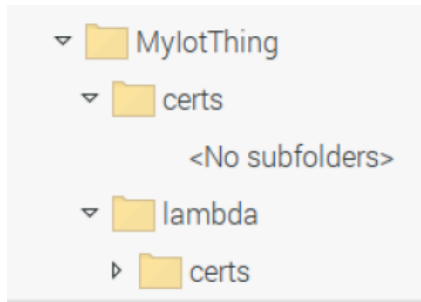 MyIotThing
certs
<No subfolders>
lambda
certs